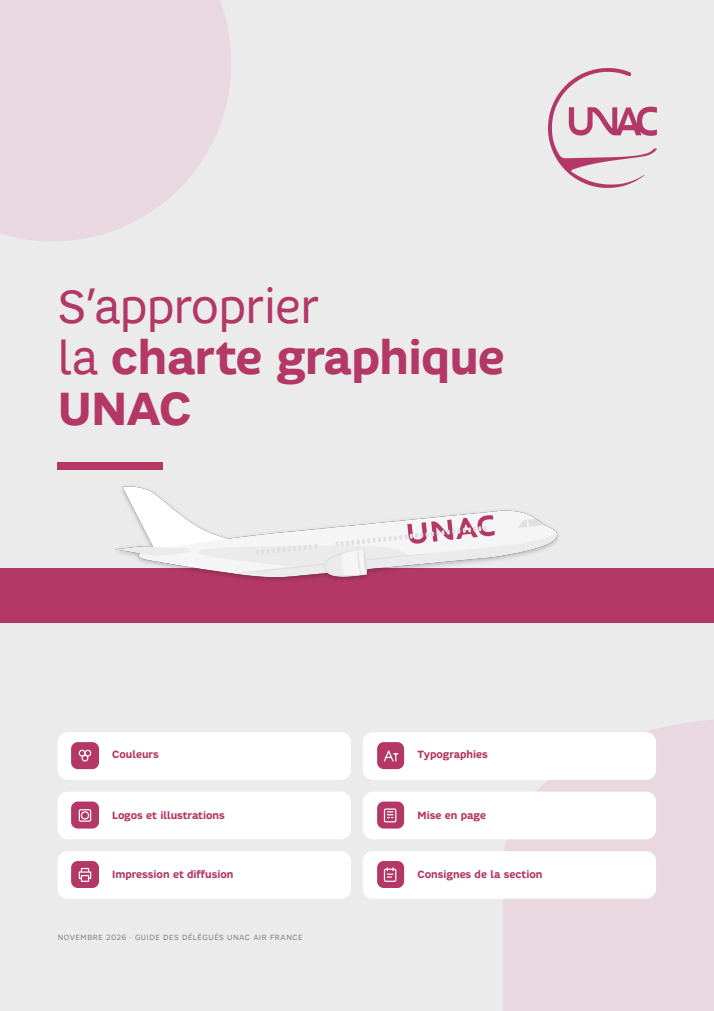 UNAC
S’approprier
la charte graphique
UNAC
UNAC
Couleurs
Typographies
Logos et illustrations
Mise en page
Impression et diffusion
Consignes de la section
NOVEMBRE 2026 · GUIDE DES DÉLÉGUÉS UNAC AIR FRANCE